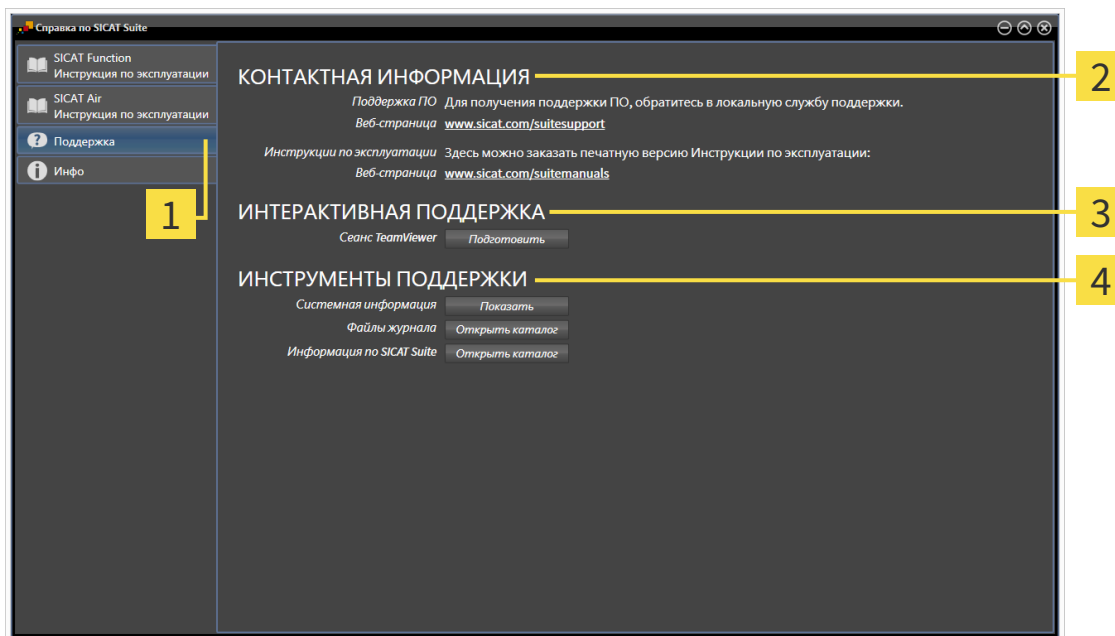 Справка по SICAT Suite
SICAT Function
Инструкция по эксплуатации
SICAT Air
Инструкция по эксплуатации
Поддержка
Инфо
1
КОНТАКТНАЯ ИНФОРМАЦИЯ
2
Поддержка ПО Для получения поддержки ПО, обратитесь в локальную службу поддержки.
Веб-страница www.sicat.com/suitesupport
Инструкции по эксплуатации Здесь можно заказать печатную версию Инструкции по эксплуатации:
Веб-страница www.sicat.com/suitemanuals
ИНТЕРАКТИВНАЯ ПОДДЕРЖКА
3
Сеанс TeamViewer Подготовить
ИНСТРУМЕНТЫ ПОДДЕРЖКИ
4
Системная информация Показать
Файлы журнала Открыть каталог
Информация по SICAT Suite Открыть каталог